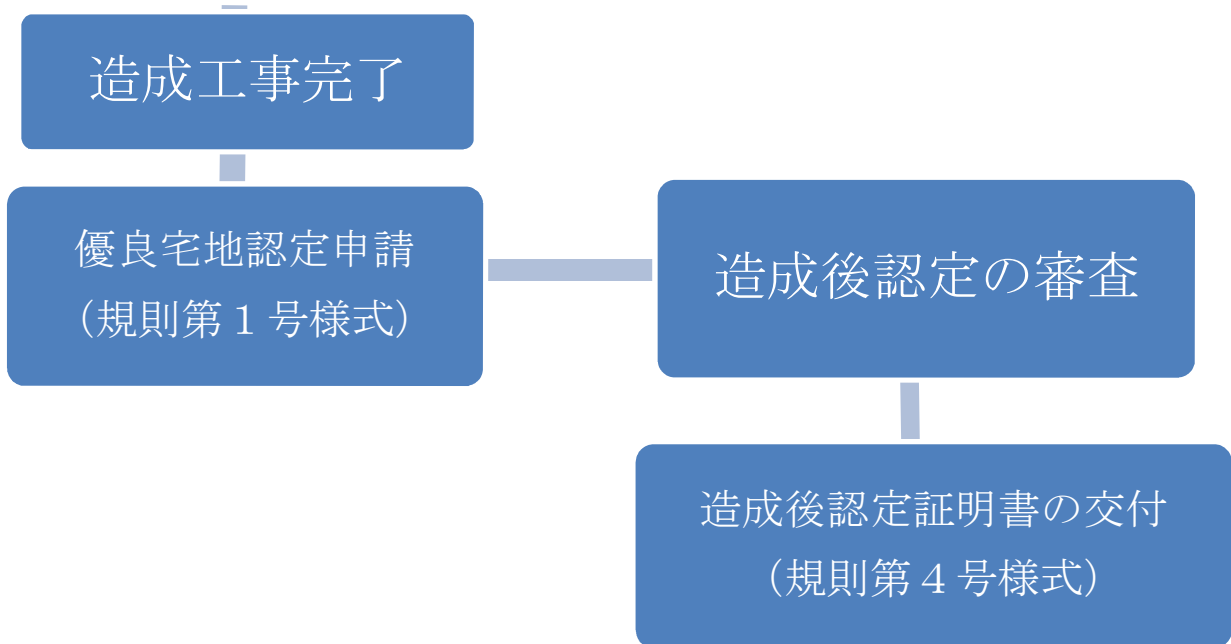 造成工事完了
優良宅地認定申請
（規則第１号様式）
造成後認定の審査
造成後認定証明書の交付
（規則第４号様式）